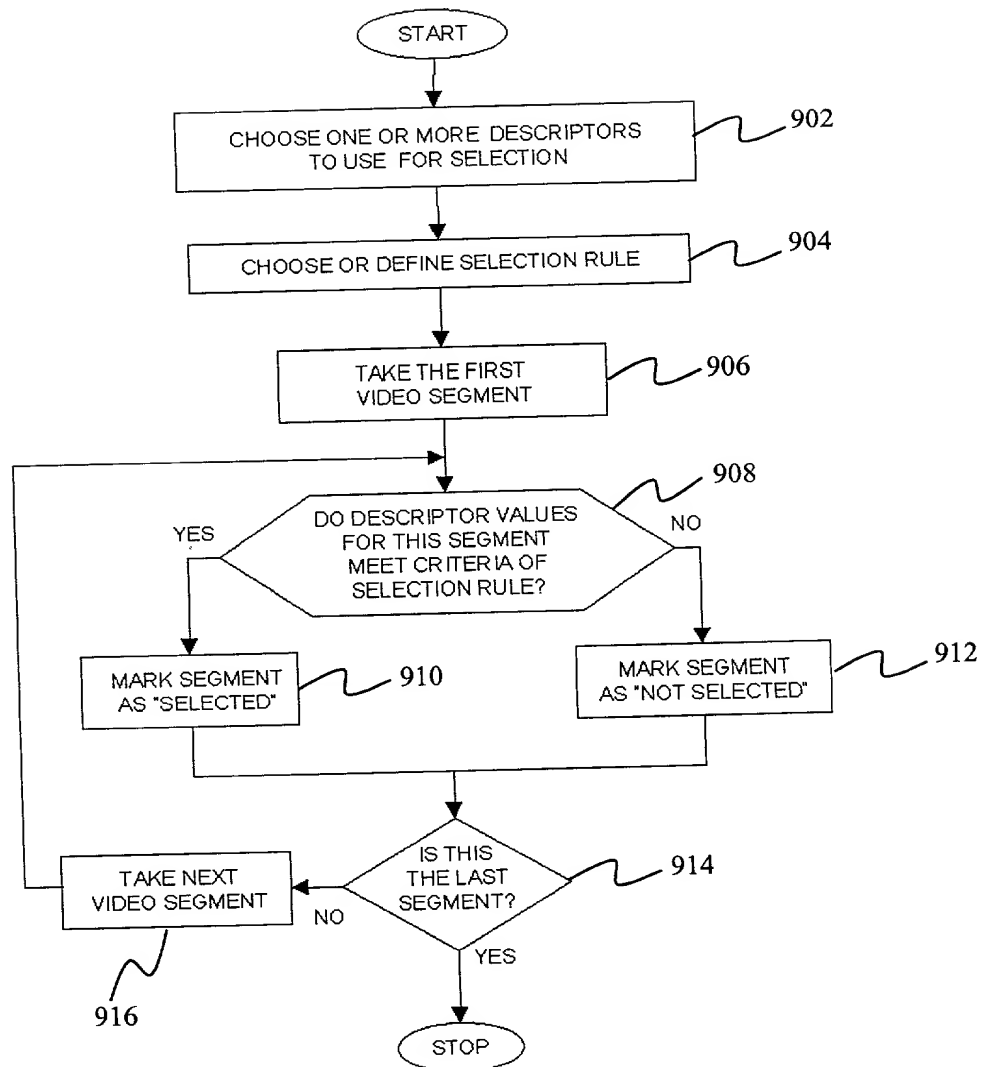 START
CHOOSE ONE OR MORE DESCRIPTORS
TO USE FOR SELECTION
902
CHOOSE OR DEFINE SELECTION RULE
904
TAKE THE FIRST
VIDEO SEGMENT
906
908
YES
DO DESCRIPTOR VALUES
FOR THIS SEGMENT
MEET CRITERIA OF
SELECTION RULE?
NO
MARK SEGMENT
AS "SELECTED"
910
MARK SEGMENT
AS "NOT SELECTED"
912
IS THIS
THE LAST
SEGMENT?
914
TAKE NEXT
VIDEO SEGMENT
NO
YES
916
STOP